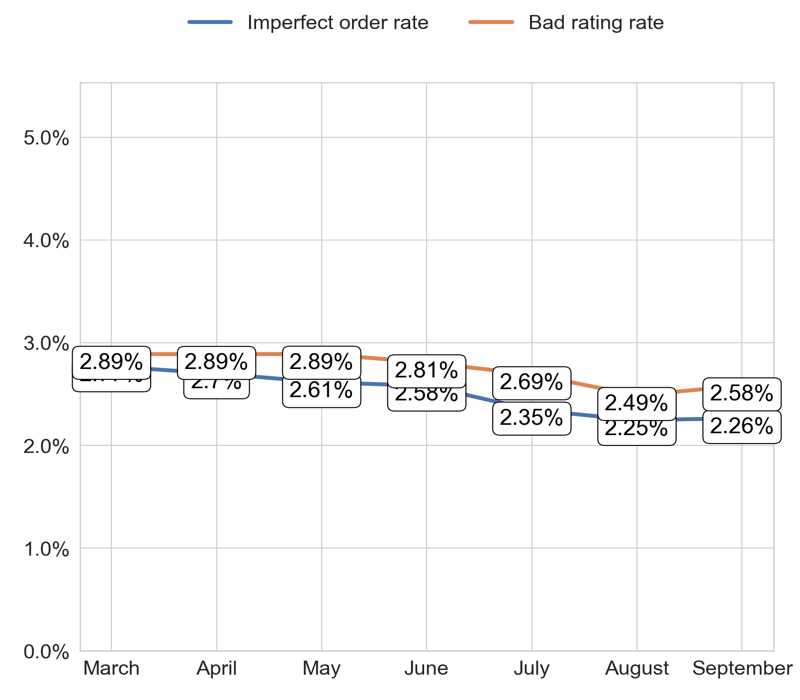 Imperfect order rate
Bad rating rate
5.0%
4.0%
3.0%
2.0%
1.0%
0.0%
2.89%
2.89%
2.89%
2.81%
2.69%
2.49%
2.58%
2.7%
2.61%
2.58%
2.35%
2.25%
2.26%
March
April
May
June
July
August
September